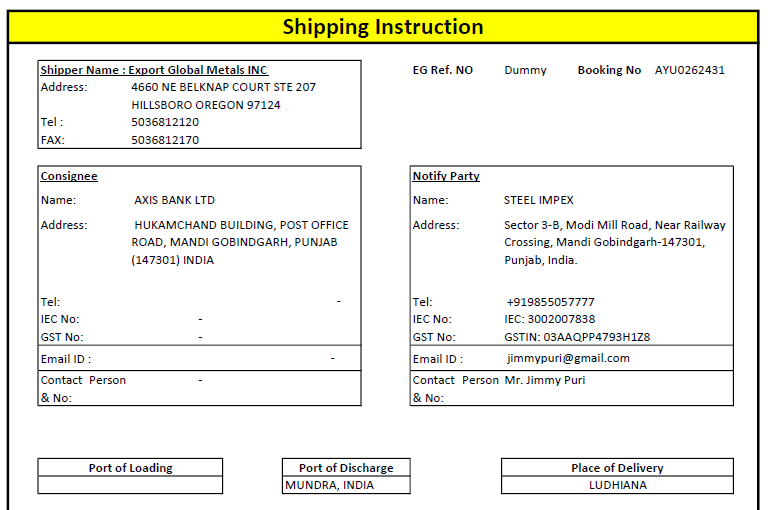 Shipping Instruction
Shipper Name : Export Global Metals INC
Address: 4660 NE BELKNAP COURT STE 207
HILLSBORO OREGON 97124
Tel : 5036812120
FAX: 5036812170
EG Ref. NO Dummy Booking No AYU0262431
Consignee
Name: AXIS BANK LTD
Address: HUKAMCHAND BUILDING, POST OFFICE
ROAD, MANDI GOBINDGARH, PUNJAB
(147301) INDIA
Tel: -
IEC No: -
GST No: -
Email ID : -
Contact Person -
& No:
Notify Party
Name: STEEL IMPEX
Address: Sector 3-B, Modi Mill Road, Near Railway
Crossing, Mandi Gobindgarh-147301,
Punjab, India.
Tel: +919855057777
IEC No: IEC: 3002007838
GST No: GSTIN: 03AAQPP4793H1Z8
Email ID : jimmypuri@gmail.com
Contact Person Mr. Jimmy Puri
& No:
Port of Loading
Port of Discharge
MUNDRA, INDIA
Place of Delivery
LUDHIANA